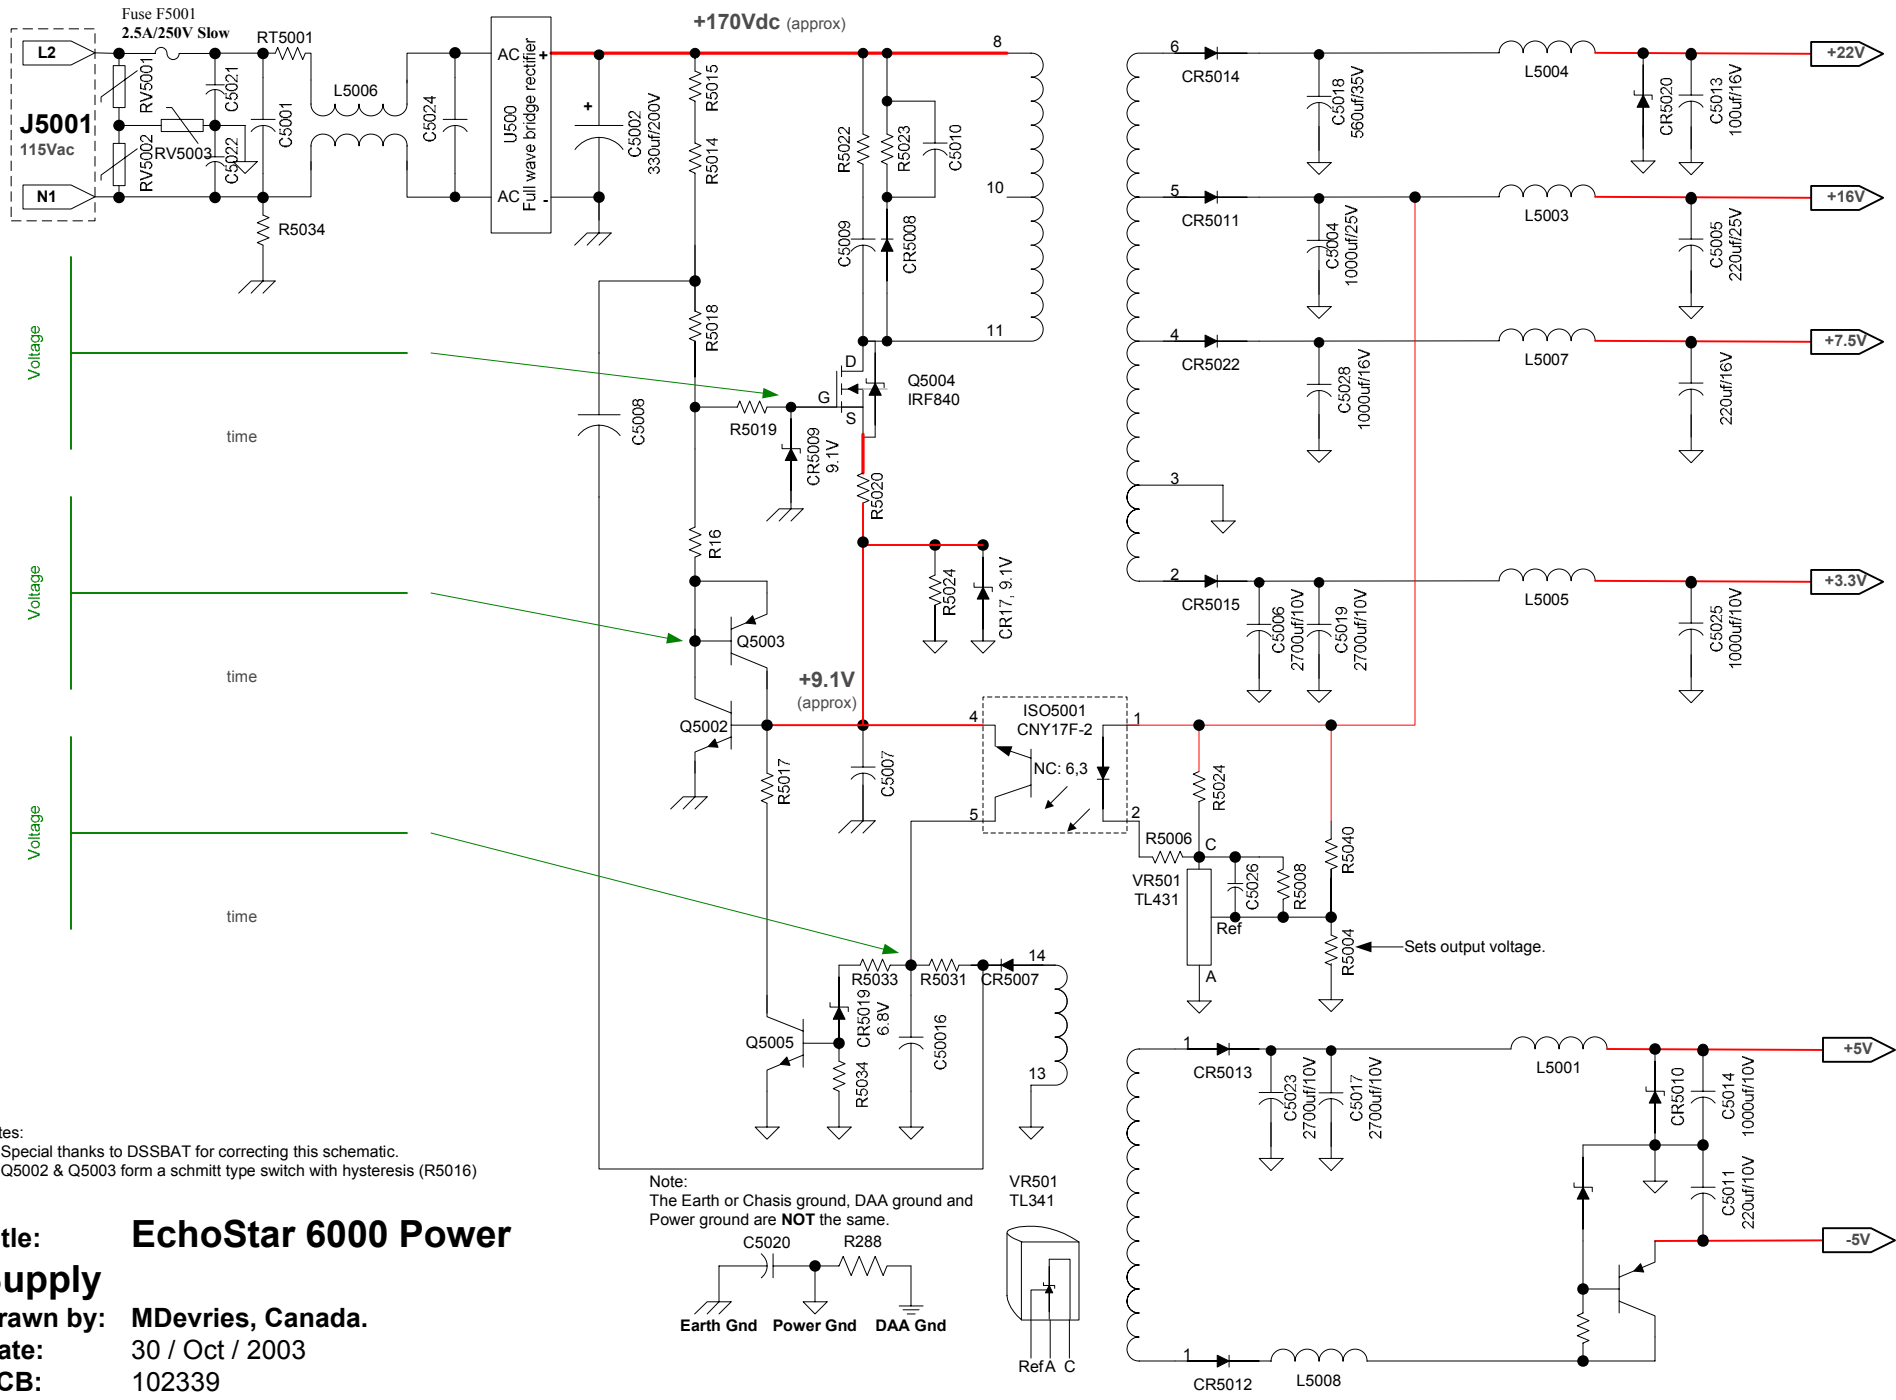 Fuse F5001
2.5A/250V Slow
+170Vdc (approx)
L2
RT5001
RV5001
C5021
L5006
J5001
115Vac
RV5003
C5001
C5024
RV5002
C5022
N1
R5034
AC
+
U500
Full wave bridge rectifier
AC
-
+
C5002
330uf/200V
R5015
R5014
R5022
R5023
C5010
C5009
CR5008
8
10
11
R5018
C5008
D
G
S
Q5004
IRF840
R5019
CR5009
9.1V
R5020
R16
R5024
CR17, 9.1V
Q5003
Q5002
+9.1V
(approx)
R5017
C5007
4
ISO5001
CNY17F-2
NC: 6,3
1
5
2
R5024
R5006
C
R5040
VR501
TL431
C5026
R5008
Ref
R5004
Sets output voltage.
A
R5033
R5031
CR5007
14
CR5019
6.8V
Q5005
R5034
C50016
13
Voltage
time
Voltage
time
Voltage
time
6
CR5014
C5018
560uf/35V
L5004
CR5020
C5013
100uf/16V
+22V
5
CR5011
C5004
1000uf/25V
L5003
C5005
220uf/25V
+16V
4
CR5022
C5028
1000uf/16V
L5007
220uf/16V
+7.5V
3
2
CR5015
C5006
2700uf/10V
C5019
2700uf/10V
L5005
C5025
1000uf/10V
+3.3V
1
CR5013
C5023
2700uf/10V
C5017
2700uf/10V
L5001
CR5010
C5014
1000uf/10V
+5V
C5011
220uf/10V
-5V
1
CR5012
L5008
tes:
Special thanks to DSSBAT for correcting this schematic.
Q5002 & Q5003 form a schmitt type switch with hysteresis (R5016)
Note:
The Earth or Chasis ground, DAA ground and
Power ground are NOT the same.
C5020
R288
Earth Gnd Power Gnd DAA Gnd
VR501
TL341
Ref A C
tle: EchoStar 6000 Power
upply
rawn by: MDevries, Canada.
ate: 30 / Oct / 2003
CB: 102339